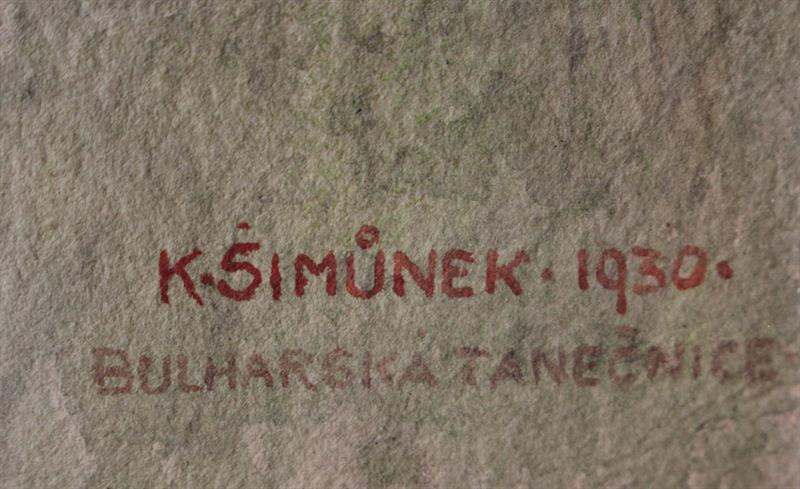 K. ŠIMŮNEK. 1930.
BULHARSKÁ TANEČNICE-